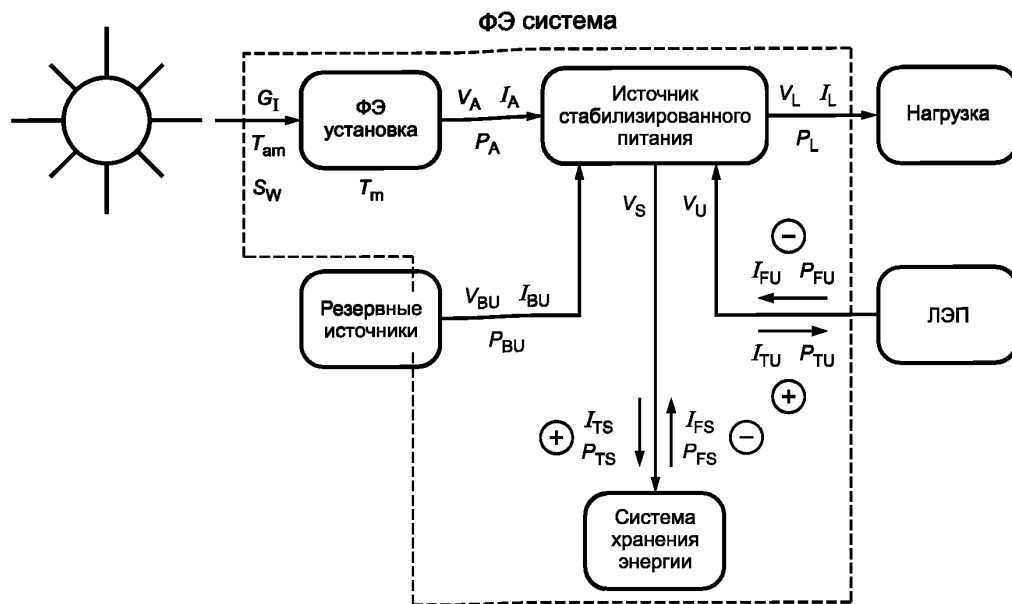 ФЭ система
G_I
T_am
S_W
ФЭ
установка
T_m
V_A I_A
P_A
Источник
стабилизированного
питания
V_L I_L
P_L
Нагрузка
V_S
V_U
Резервные
источники
V_BU I_BU
P_BU
−
I_FU P_FU
I_TU P_TU
+
ЛЭП
+
I_TS
P_TS
I_FS
P_FS
−
Система
хранения
энергии